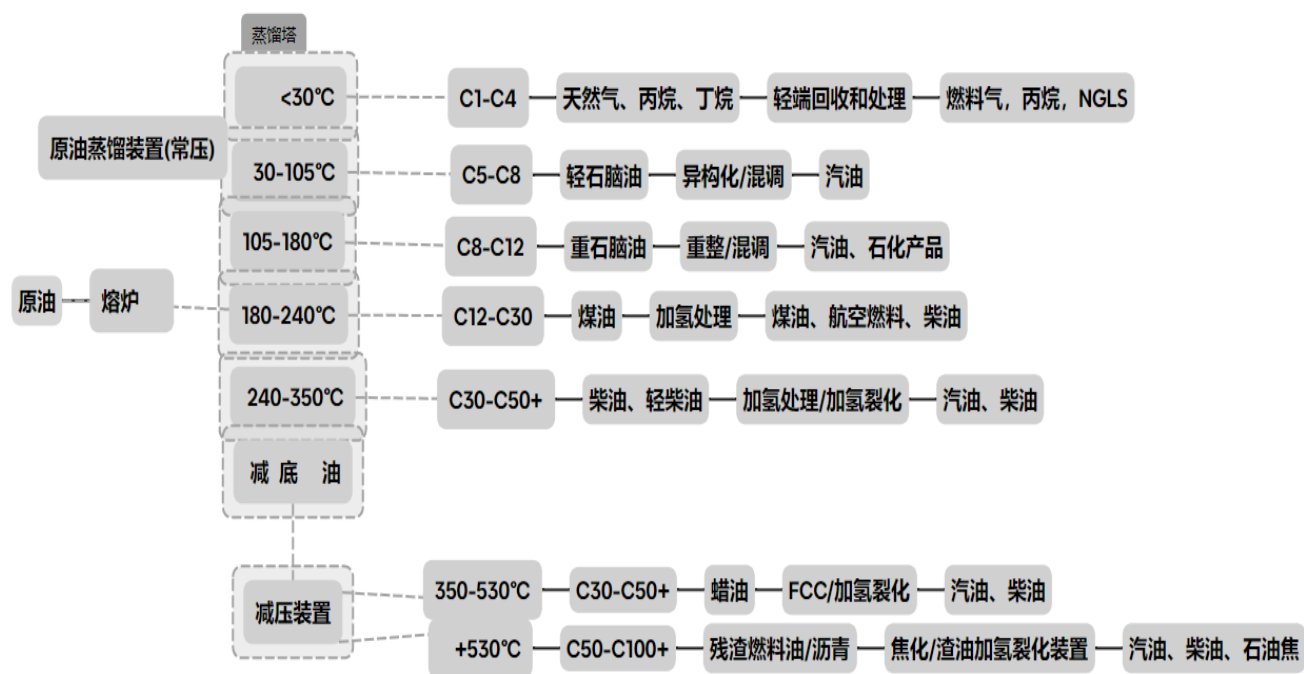 蒸馏塔
<30℃ C1-C4 天然气、丙烷、丁烷 轻端回收和处理 燃料气，丙烷，NGLS
原油蒸馏装置(常压)
30-105℃ C5-C8 轻石脑油 异构化/混调 汽油
105-180℃ C8-C12 重石脑油 重整/混调 汽油、石化产品
原油 熔炉 180-240℃ C12-C30 煤油 加氢处理 煤油、航空燃料、柴油
240-350℃ C30-C50+ 柴油、轻柴油 加氢处理/加氢裂化 汽油、柴油
减 底 油
减压装置
350-530℃ C30-C50+ 蜡油 FCC/加氢裂化 汽油、柴油
+530℃ C50-C100+ 残渣燃料油/沥青 焦化/渣油加氢裂化装置 汽油、柴油、石油焦